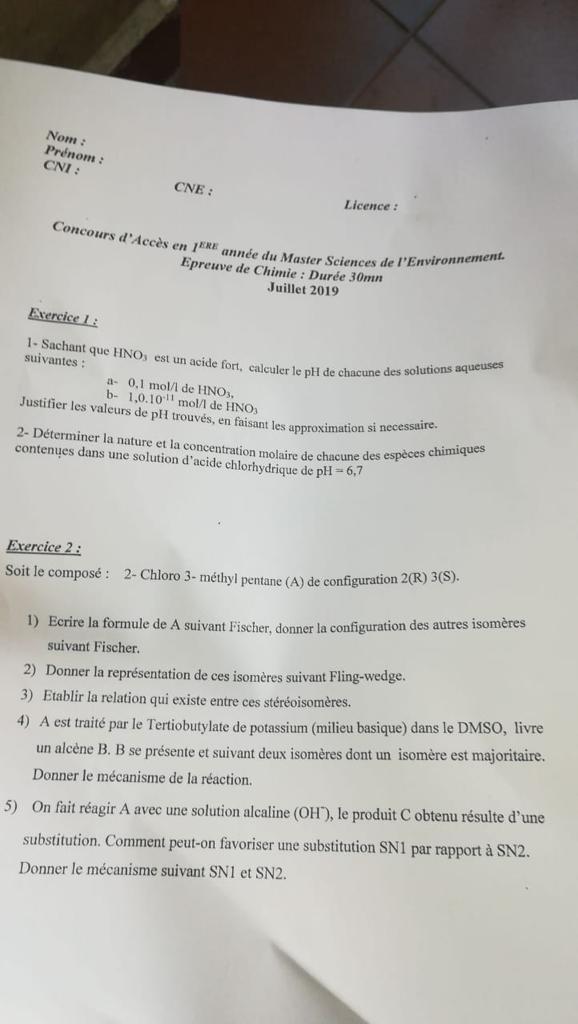 Nom :
Prénom :
CNI :
CNE :
Licence :
Concours d'Accès en 1ERE année du Master Sciences de l'Environnement.
Epreuve de Chimie : Durée 30mn
Juillet 2019
Exercice 1 :
1- Sachant que HNO3 est un acide fort, calculer le pH de chacune des solutions aqueuses
suivantes :
a- 0,1 mol/l de HNO3,
b- 1,0.10-11 mol/l de HNO3
Justifier les valeurs de pH trouvés, en faisant les approximation si necessaire.
2- Déterminer la nature et la concentration molaire de chacune des espèces chimiques
contenues dans une solution d'acide chlorhydrique de pH = 6,7
Exercice 2 :
Soit le composé : 2- Chloro 3- méthyl pentane (A) de configuration 2(R) 3(S).
1) Ecrire la formule de A suivant Fischer, donner la configuration des autres isomères
suivant Fischer.
2) Donner la représentation de ces isomères suivant Fling-wedge.
3) Etablir la relation qui existe entre ces stéréoisomères.
4) A est traité par le Tertiobutylate de potassium (milieu basique) dans le DMSO, livre
un alcène B. B se présente et suivant deux isomères dont un isomère est majoritaire.
Donner le mécanisme de la réaction.
5) On fait réagir A avec une solution alcaline (OH-), le produit C obtenu résulte d'une
substitution. Comment peut-on favoriser une substitution SN1 par rapport à SN2.
Donner le mécanisme suivant SN1 et SN2.